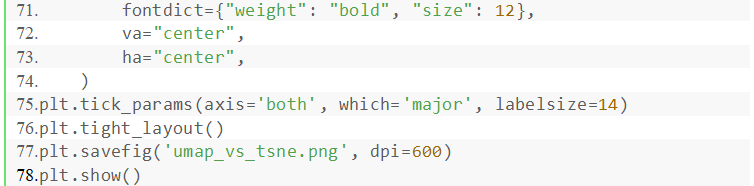 71.        fontdict={"weight": "bold", "size": 12},
72.        va="center",
73.        ha="center",
74.    )
75.plt.tick_params(axis='both', which='major', labelsize=14)
76.plt.tight_layout()
77.plt.savefig('umap_vs_tsne.png', dpi=600)
78.plt.show()